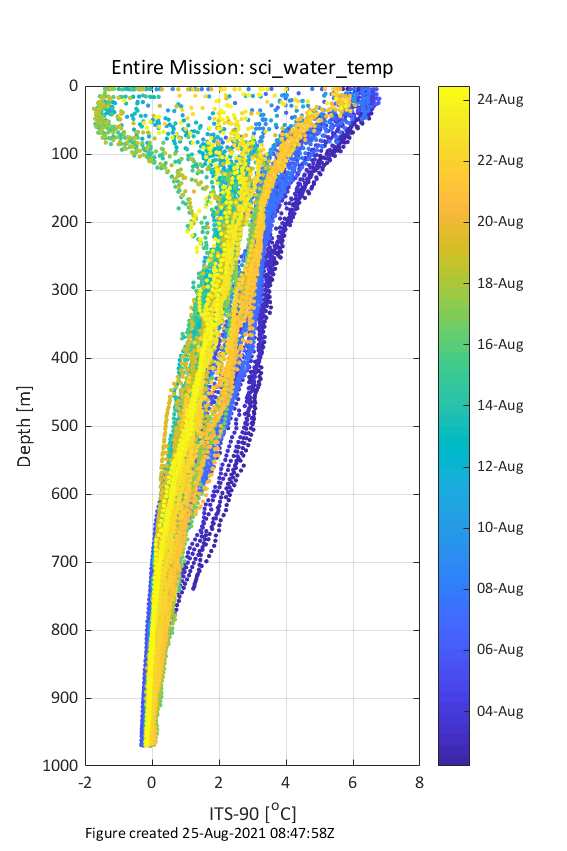 Entire Mission: sci_water_temp
0
100
200
300
400
500
600
700
800
900
1000
Depth [m]
-2 0 2 4 6 8
ITS-90 [°C]
Figure created 25-Aug-2021 08:47:58Z
24-Aug
22-Aug
20-Aug
18-Aug
16-Aug
14-Aug
12-Aug
10-Aug
08-Aug
06-Aug
04-Aug